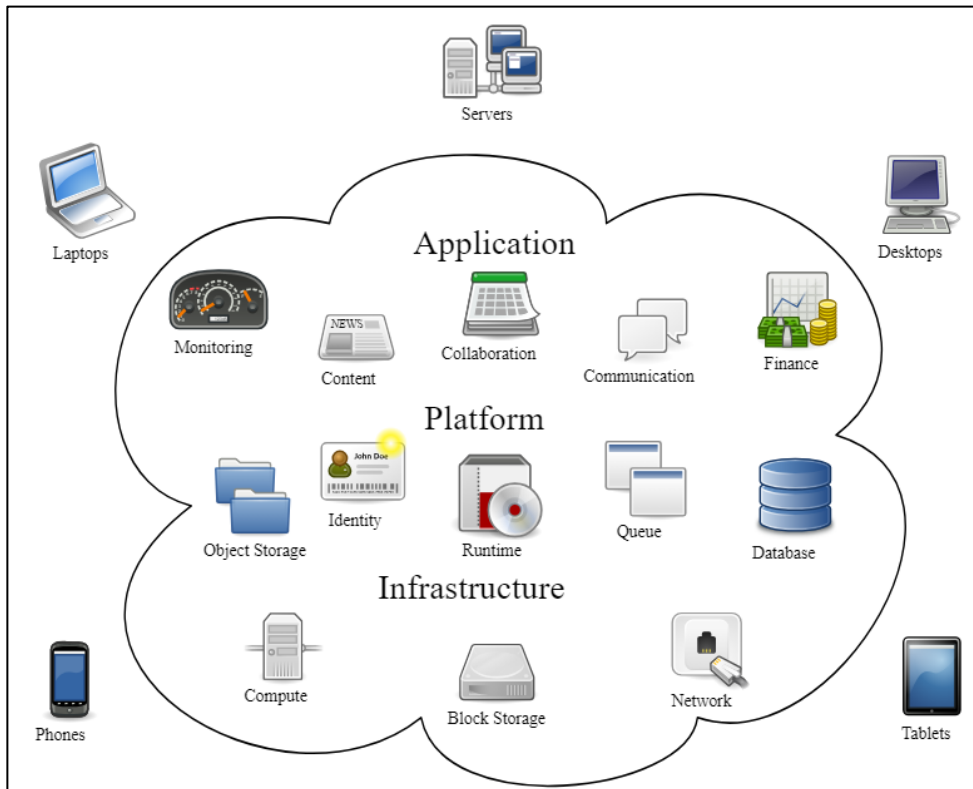 Servers
Laptops
Desktops
Application
Monitoring
NEWS
Content
Collaboration
Communication
Finance
Platform
John Doe
Object Storage
Identity
Runtime
Queue
Database
Infrastructure
Compute
Block Storage
Network
Phones
Tablets